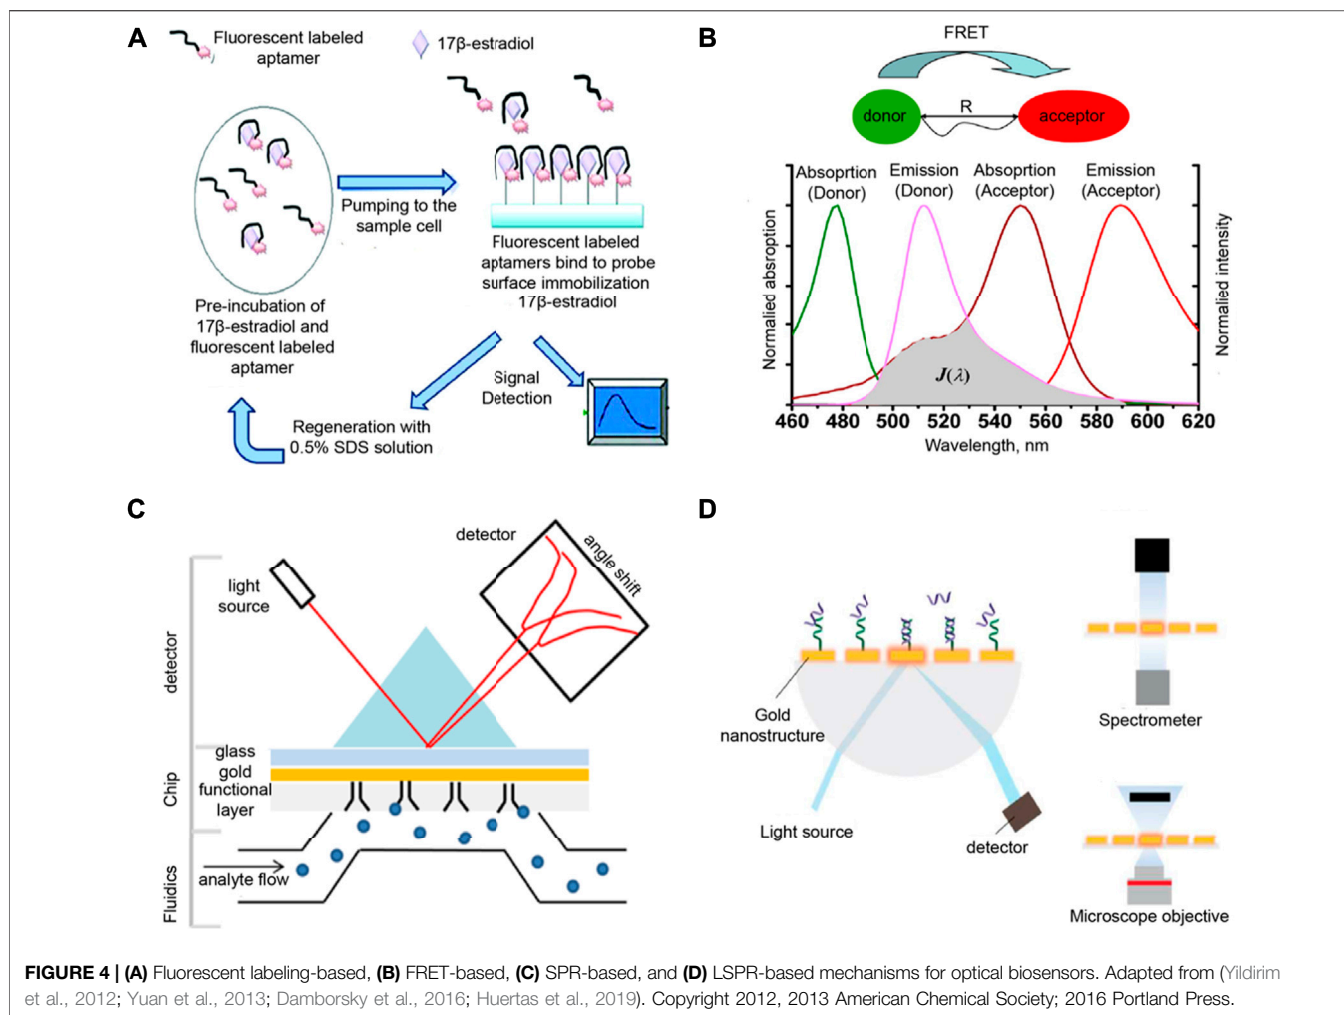 A
Fluorescent labeled
aptamer
17β-estradiol
Pumping to the
sample cell
Fluorescent labeled
aptamers bind to probe
surface immobilization
17β-estradiol
Pre-incubation of
17β-estradiol and
fluorescent labeled
aptamer
Signal
Detection
Regeneration with
0.5% SDS solution
B
FRET
donor
R
acceptor
Absoprtion
(Donor)
Emission
(Donor)
Absoprtion
(Acceptor)
Emission
(Acceptor)
Normalied absroption
Normalied intensity
J(λ)
460 480 500 520 540 560 580 600 620
Wavelength, nm
C
detector
light
source
detector
angle shift
Chip
glass
gold
functional
layer
Fluidics
analyte flow
D
Gold
nanostructure
Light source
detector
Spectrometer
Microscope objective
FIGURE 4 | (A) Fluorescent labeling-based, (B) FRET-based, (C) SPR-based, and (D) LSPR-based mechanisms for optical biosensors. Adapted from (Yildirim
et al., 2012; Yuan et al., 2013; Damborsky et al., 2016; Huertas et al., 2019). Copyright 2012, 2013 American Chemical Society; 2016 Portland Press.